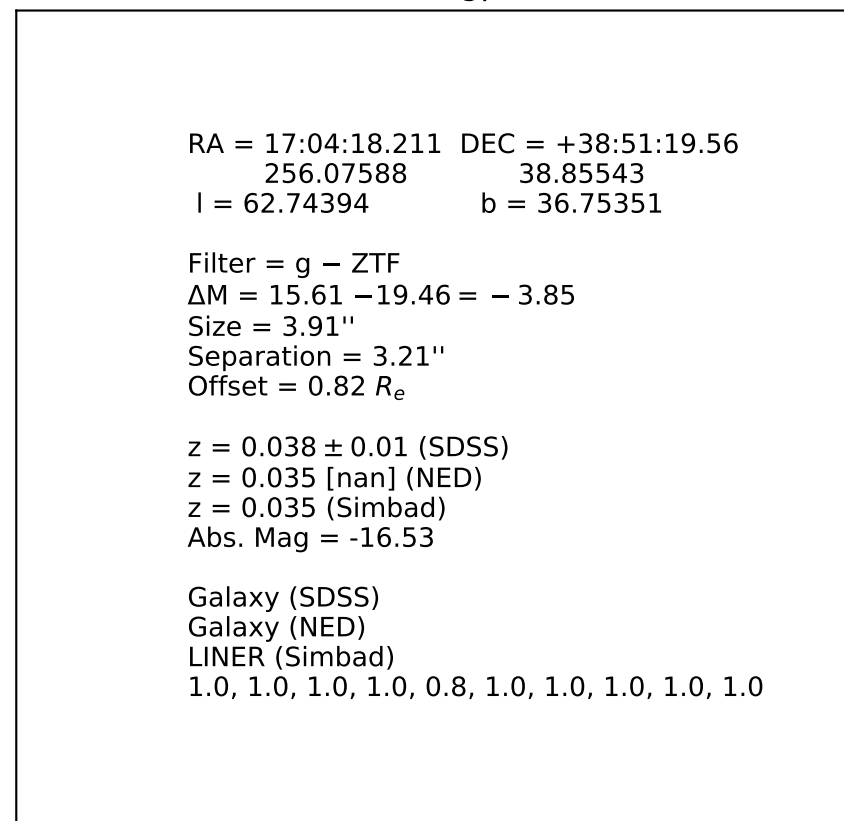 RA = 17:04:18.211  DEC = +38:51:19.56
256.07588  38.85543
l = 62.74394  b = 36.75351
Filter = g − ZTF
ΔM = 15.61 −19.46 = − 3.85
Size = 3.91''
Separation = 3.21''
Offset = 0.82 Rₑ
z = 0.038 ± 0.01 (SDSS)
z = 0.035 [nan] (NED)
z = 0.035 (Simbad)
Abs. Mag = -16.53
Galaxy (SDSS)
Galaxy (NED)
LINER (Simbad)
1.0, 1.0, 1.0, 1.0, 0.8, 1.0, 1.0, 1.0, 1.0, 1.0